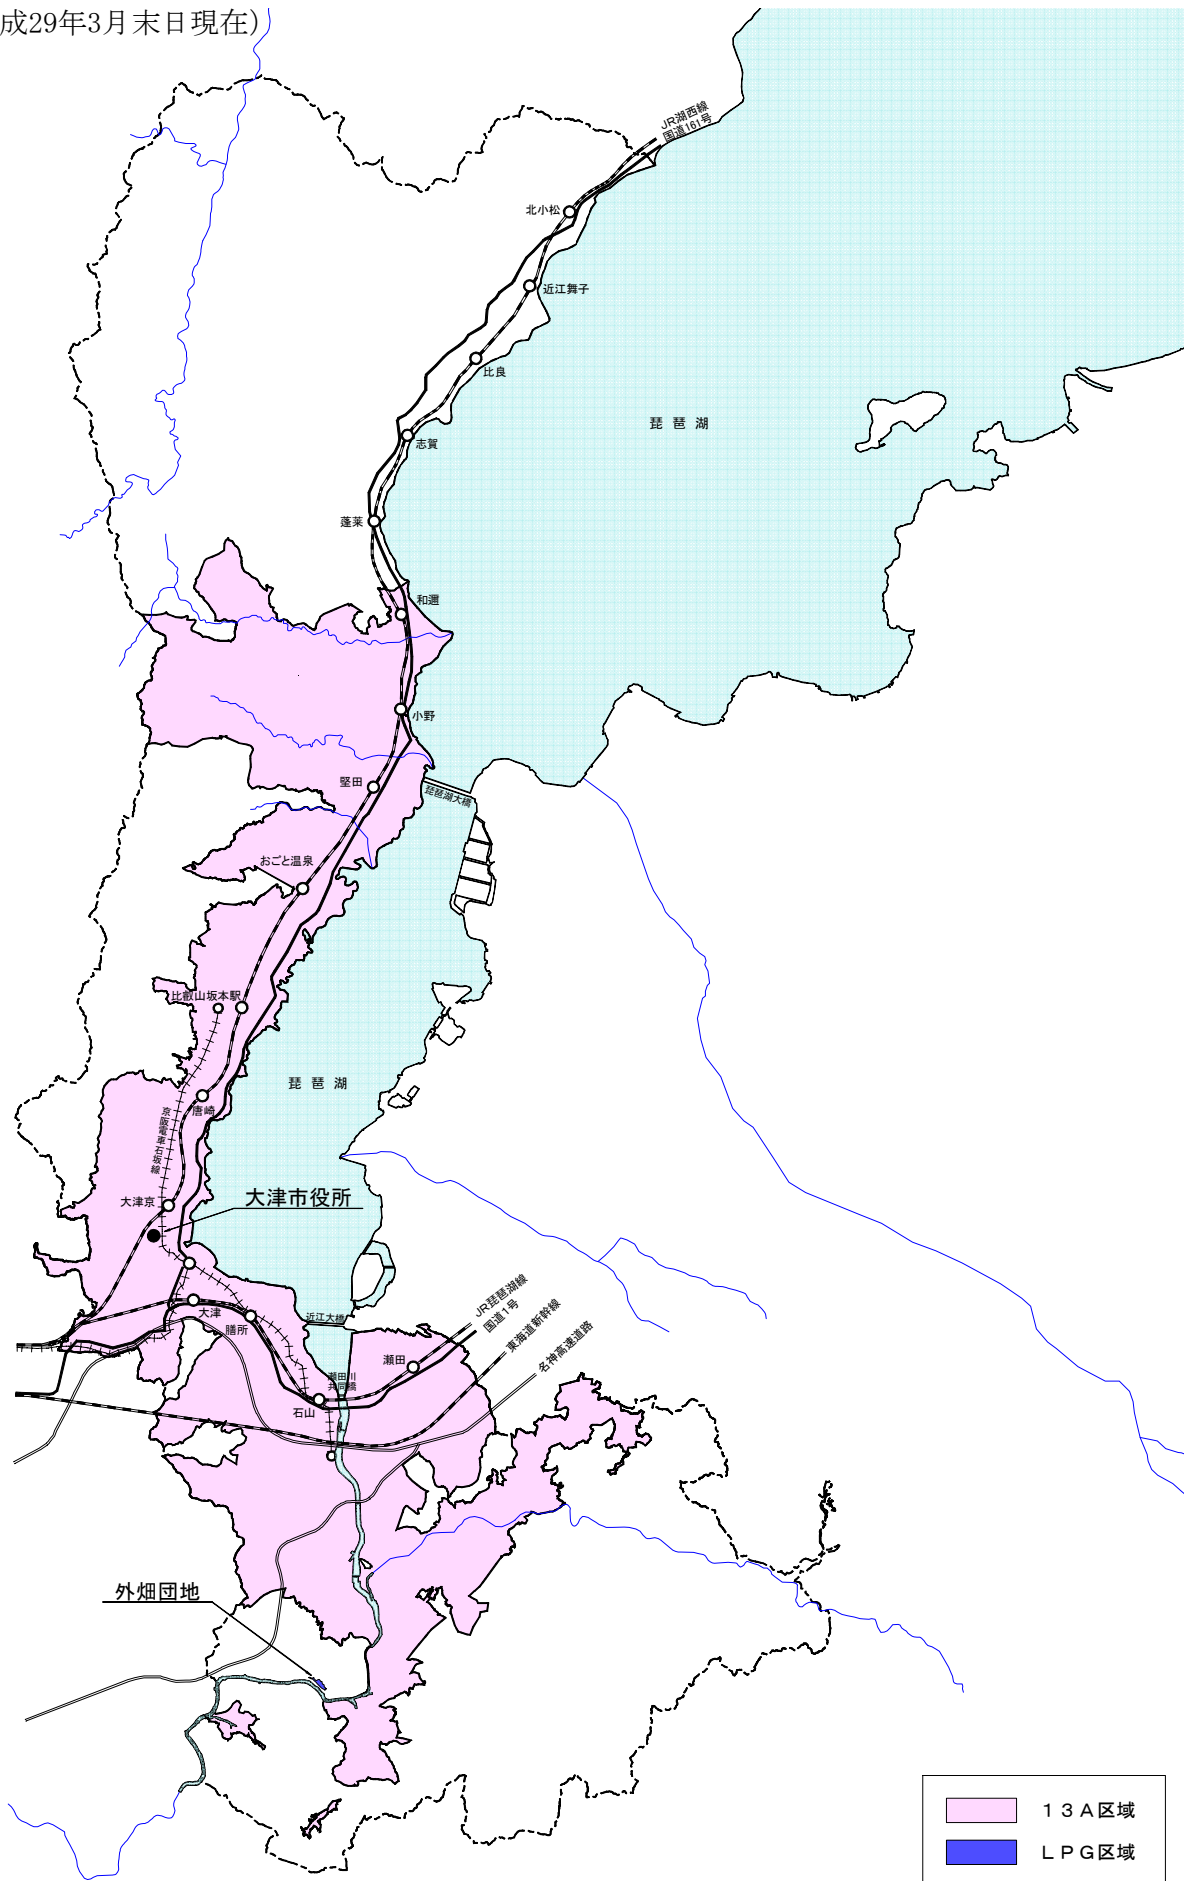 成29年3月末日現在)
JR湖西線
国道161号
北小松
近江舞子
比良
琵 琶 湖
志賀
蓬莱
和邇
小野
堅田
琵琶湖大橋
おごと温泉
比叡山坂本駅
琵 琶 湖
唐崎
京阪電車石坂線
大津京
大津市役所
JR琵琶湖線
国道1号
東海道新幹線
名神高速道路
大津
近江大橋
膳所
瀬田
瀬田川
共同橋
石山
外畑団地
13A区域
LPG区域